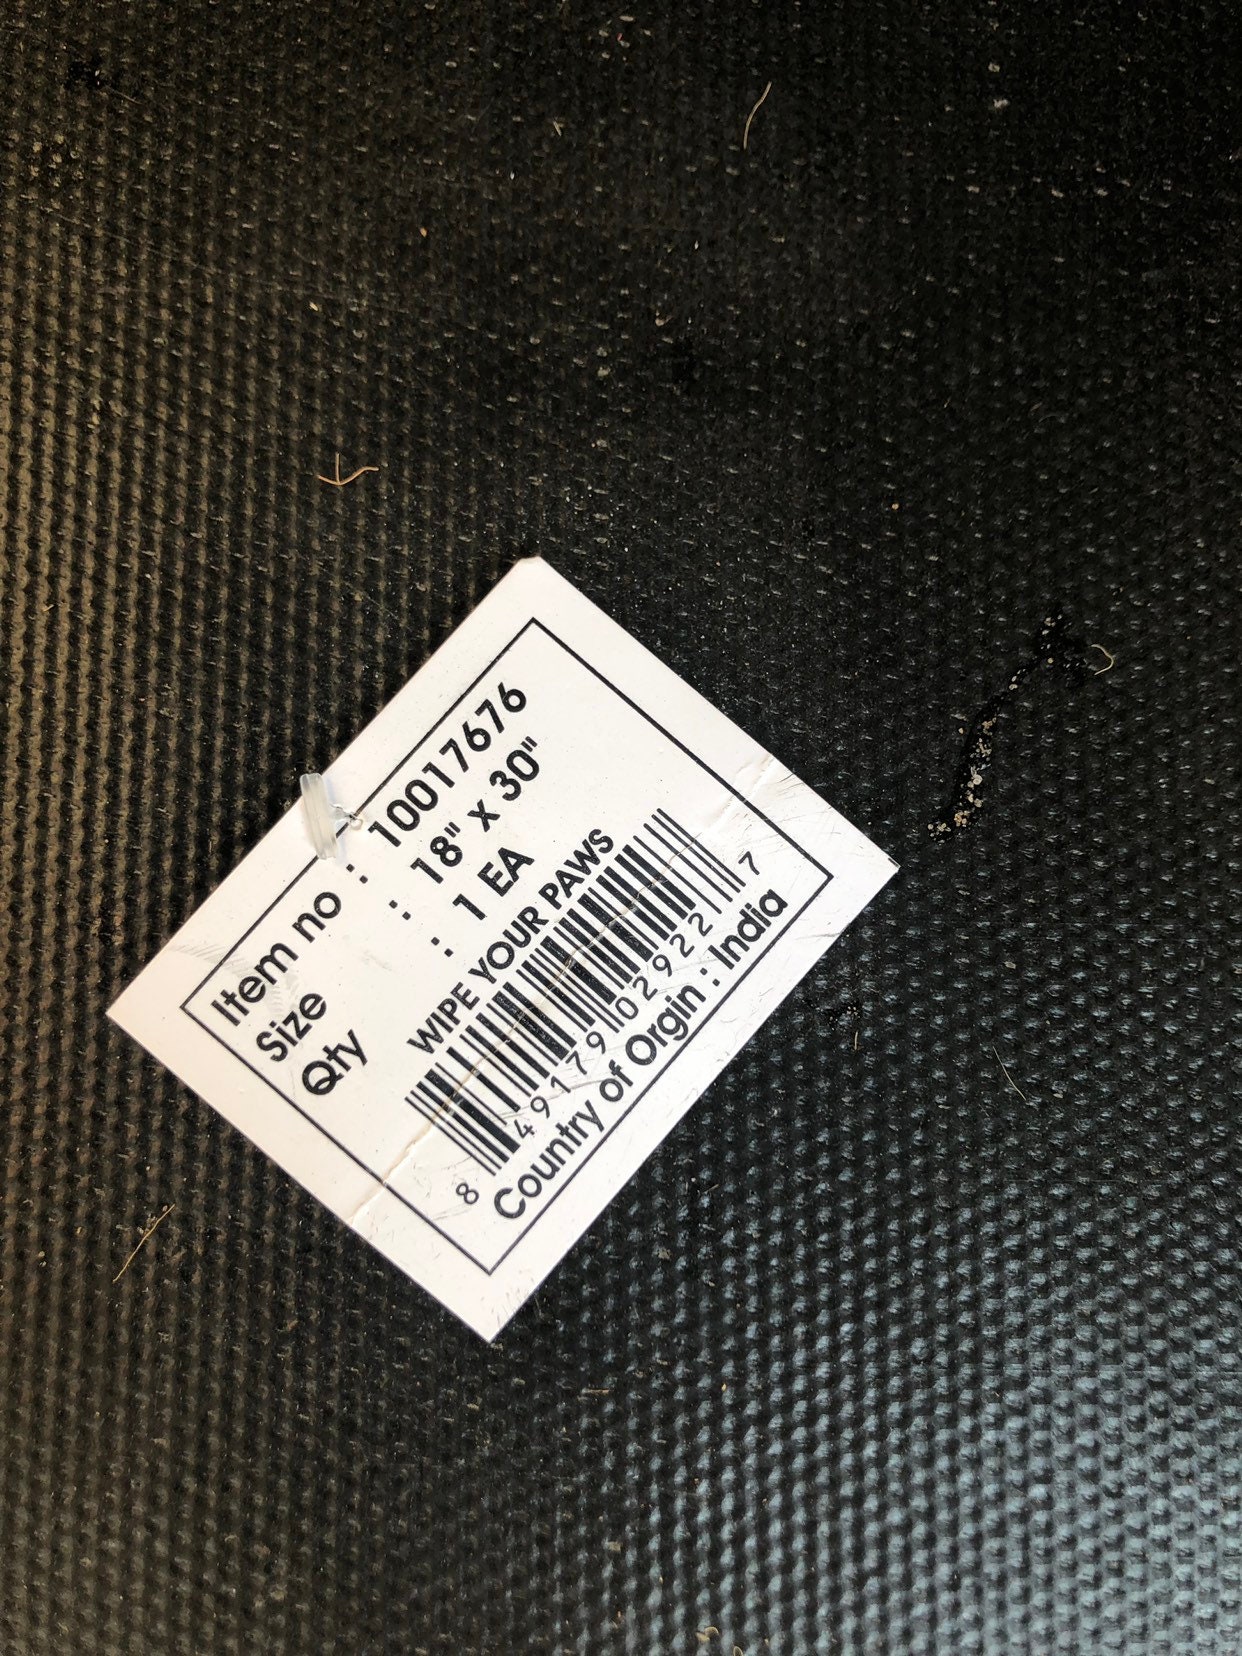 Item no : 10017676
Size : 18" x 30"
Qty : 1 EA
WIPE YOUR PAWS
8 49179 02922 7
Country of Orgin : India